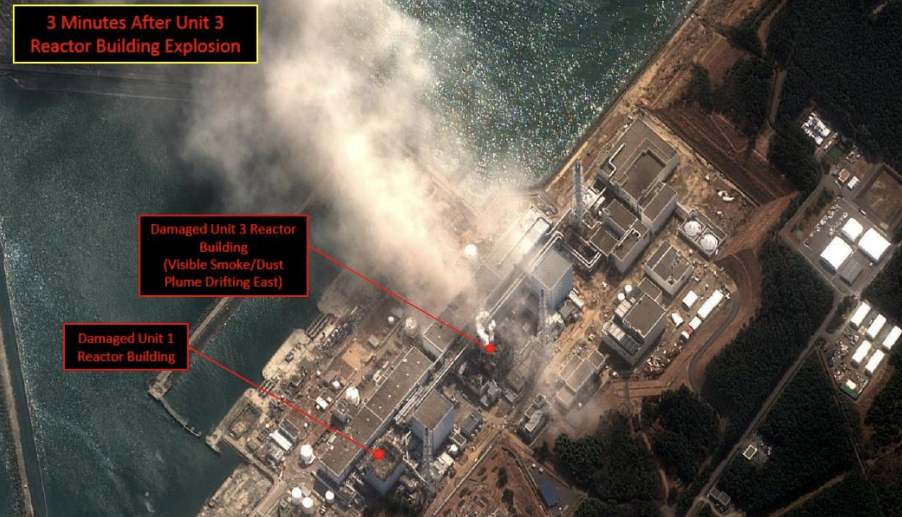 3 Minutes After Unit 3
Reactor Building Explosion
Damaged Unit 3 Reactor
Building
(Visible Smoke/Dust
Plume Drifting East)
Damaged Unit 1
Reactor Building